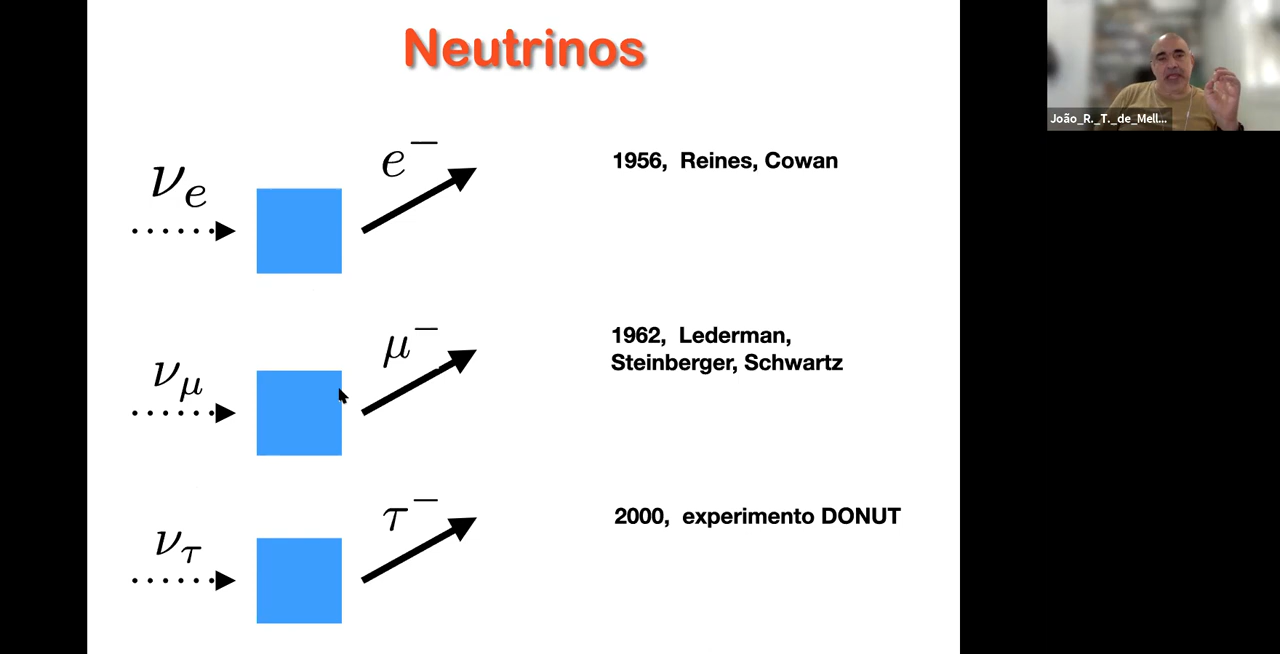 Neutrinos
νe
e−
1956, Reines, Cowan
νμ
μ−
1962, Lederman,
Steinberger, Schwartz
ντ
τ−
2000, experimento DONUT
João_R._T._de_Mell...